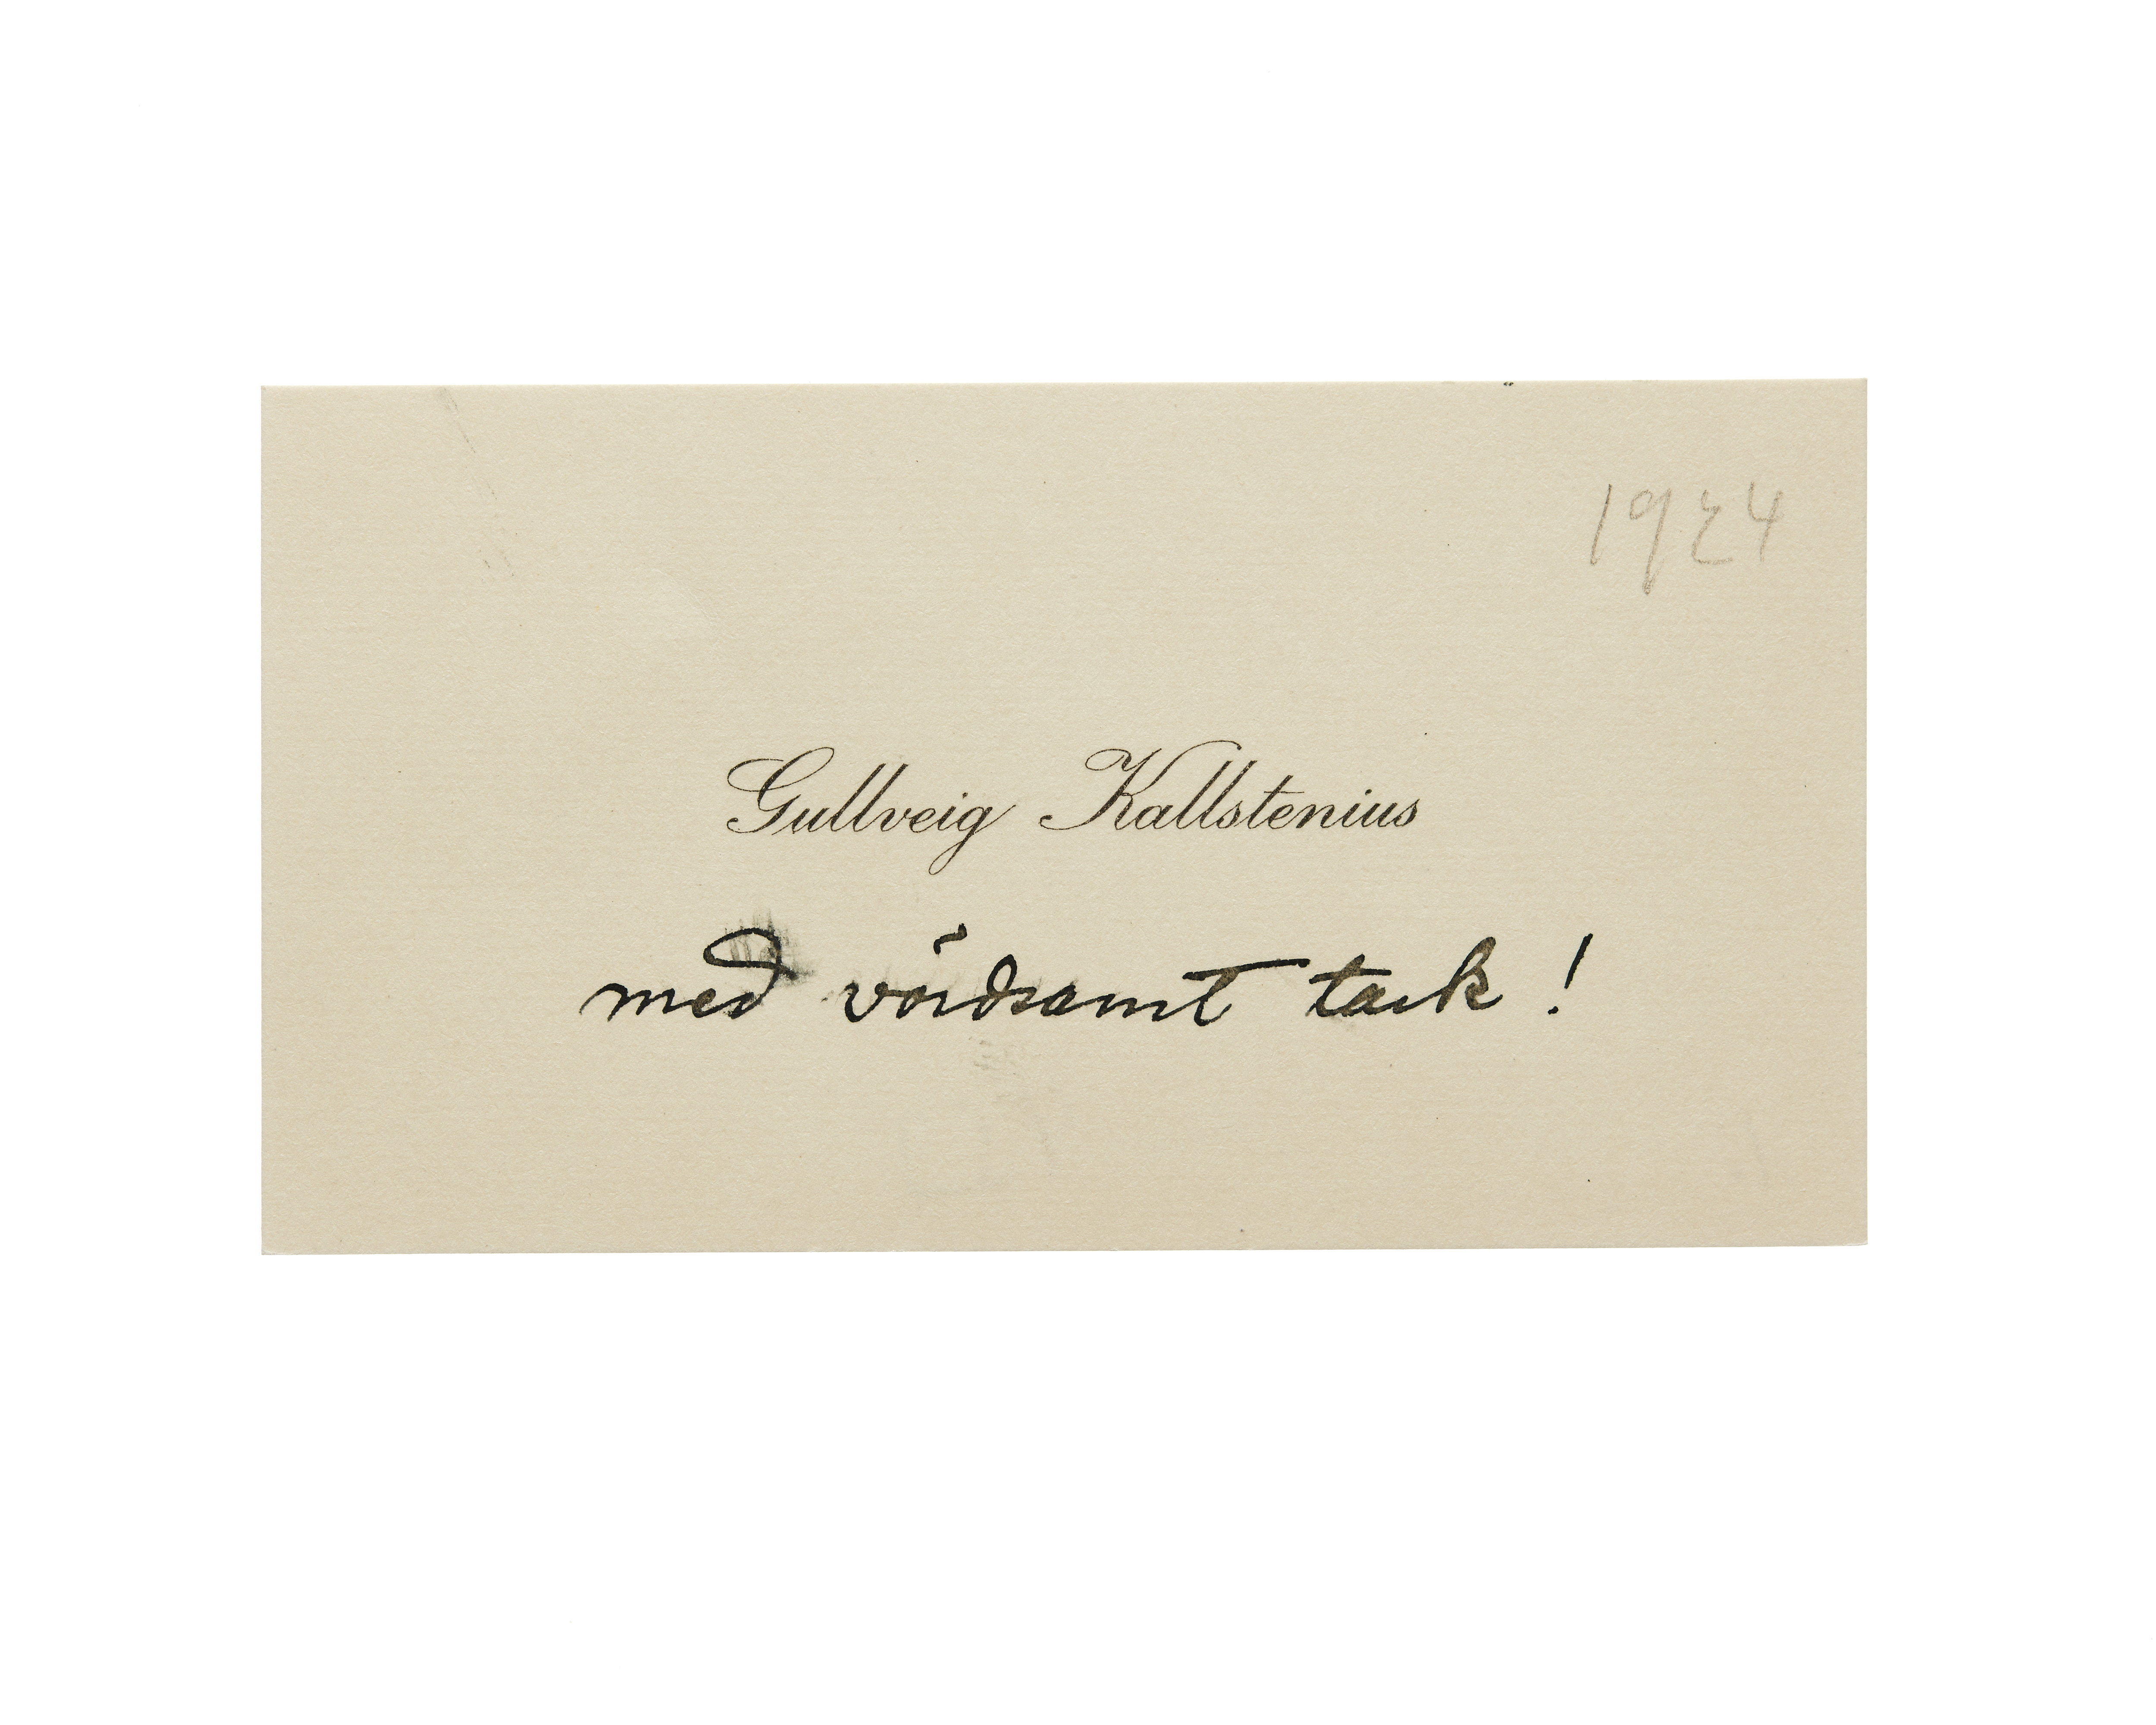 1924
Gullveig Kallstenius
med vördsamt tack!